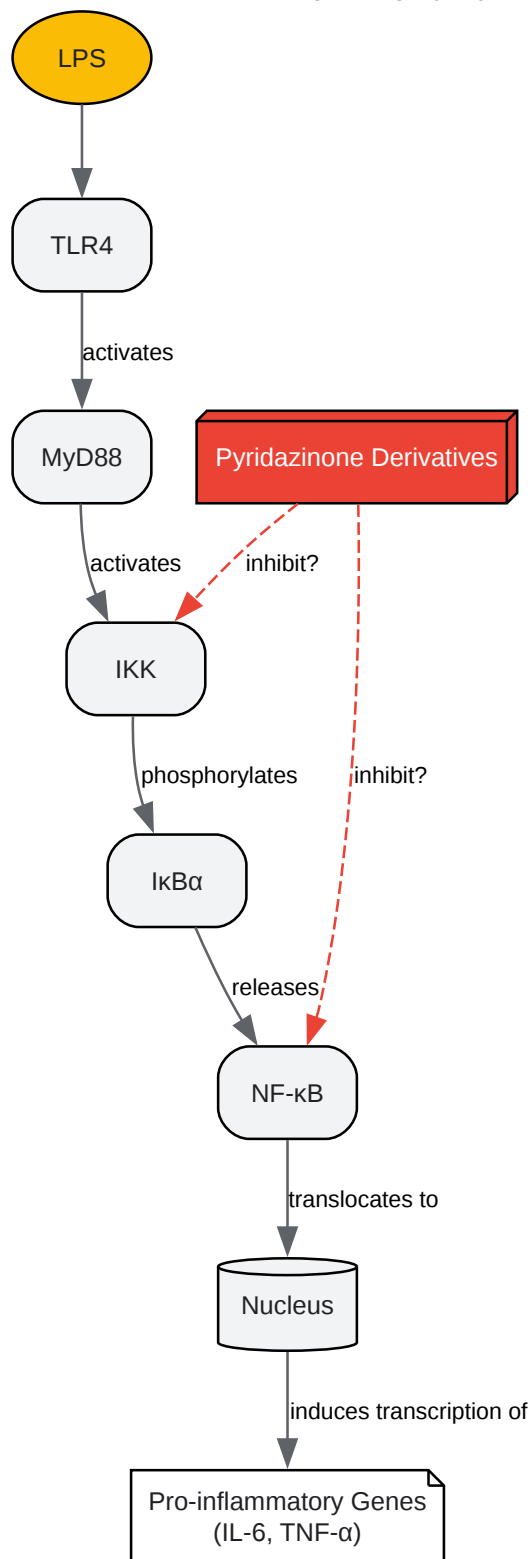 LPS
TLR4
activates
MyD88
Pyridazinone Derivatives
activates
inhibit?
IKK
phosphorylates
inhibit?
IκBα
releases
NF-κB
translocates to
Nucleus
induces transcription of
Pro-inflammatory Genes
(IL-6, TNF-α)